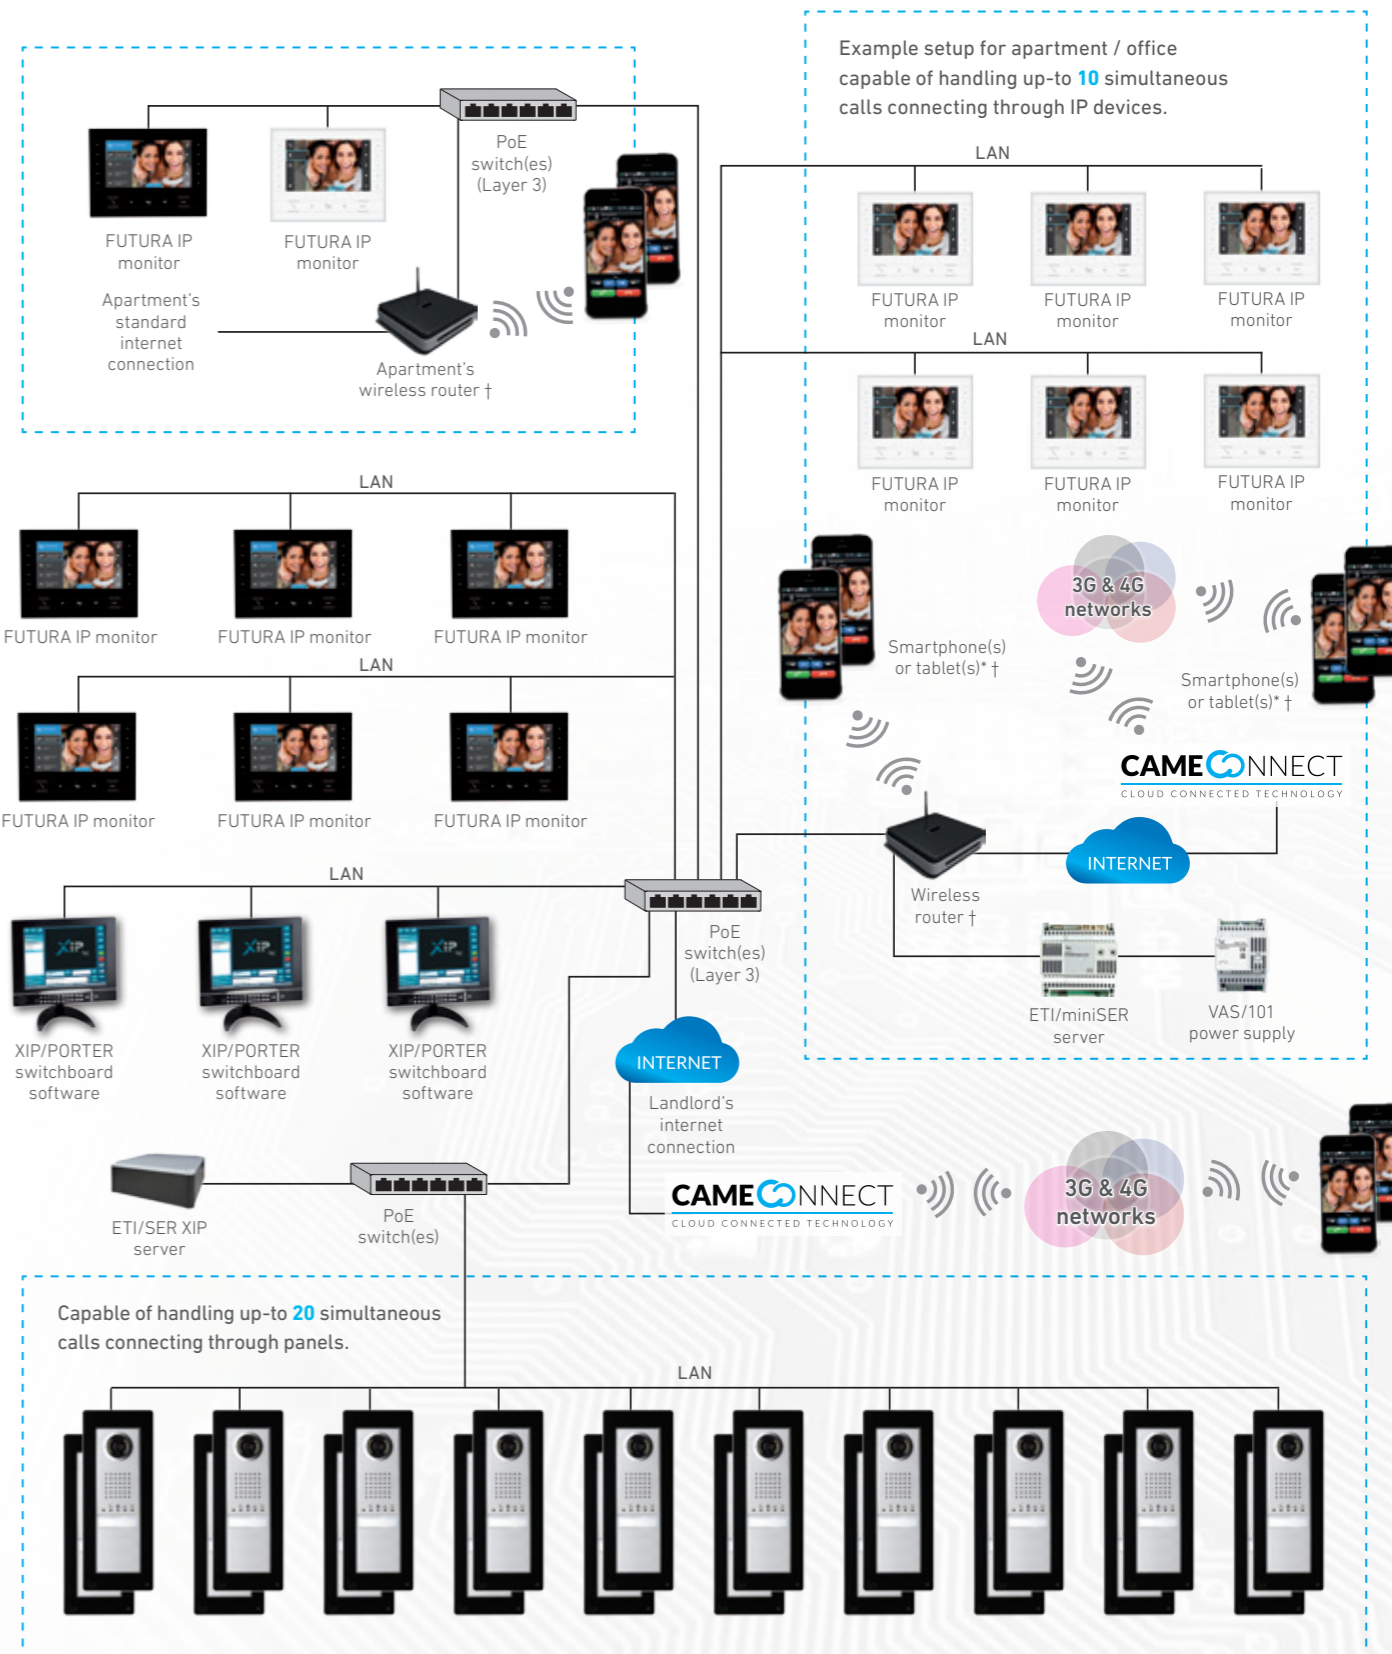 Example setup for apartment / office
capable of handling up-to 10 simultaneous
calls connecting through IP devices.
PoE
switch(es)
(Layer 3)
FUTURA IP
monitor
FUTURA IP
monitor
Apartment's
standard
internet
connection
Apartment's
wireless router †
LAN
FUTURA IP
monitor
FUTURA IP
monitor
FUTURA IP
monitor
LAN
FUTURA IP
monitor
FUTURA IP
monitor
FUTURA IP
monitor
LAN
FUTURA IP monitor
FUTURA IP monitor
FUTURA IP monitor
LAN
FUTURA IP monitor
FUTURA IP monitor
FUTURA IP monitor
3G & 4G
networks
Smartphone(s)
or tablet(s)* †
Smartphone(s)
or tablet(s)* †
CAMECONNECT
CLOUD CONNECTED TECHNOLOGY
INTERNET
Wireless
router †
ETI/miniSER
server
VAS/101
power supply
LAN
XiP
XiP
XiP
XIP/PORTER
switchboard
software
XIP/PORTER
switchboard
software
XIP/PORTER
switchboard
software
PoE
switch(es)
(Layer 3)
INTERNET
Landlord's
internet
connection
CAMECONNECT
CLOUD CONNECTED TECHNOLOGY
3G & 4G
networks
ETI/SER XIP
server
PoE
switch(es)
Capable of handling up-to 20 simultaneous
calls connecting through panels.
LAN